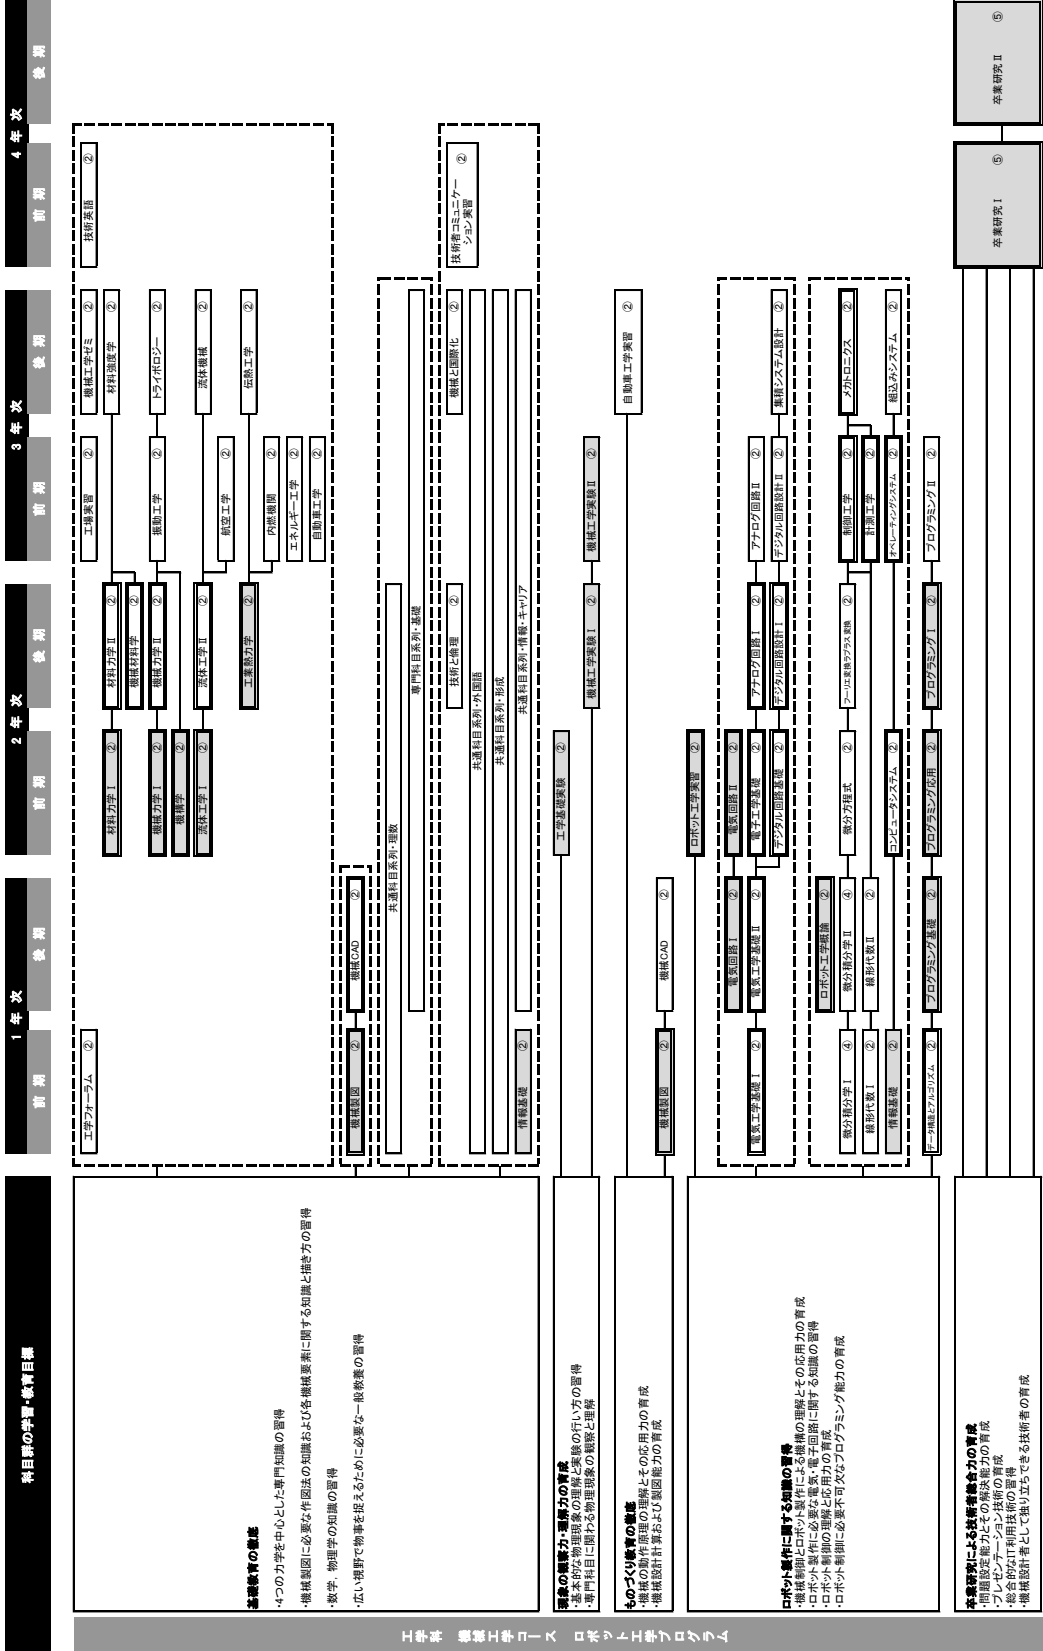 科目群の学習・教育目標
1 年 次
2 年 次
3 年 次
4 年 次
前 期
後 期
前 期
後 期
前 期
後 期
前 期
後 期
工学科 機械工学コース ロボット工学プログラム
基礎教育の徹底
・4つの力学を中心とした専門知識の習得
・機械製図に必要な作図法の知識および各機械要素に関する知識と描き方の習得
・数学，物理学の知識の習得
・広い視野で物事を捉えるために必要な一般教養の習得
工学フォーラム ②
工場実習 ②
機械工学ゼミ ②
技術英語 ②
材料力学Ⅰ ②
材料力学Ⅱ ②
材料強度学 ②
機械材料学 ②
機械力学Ⅰ ②
機械力学Ⅱ ②
振動工学 ②
トライボロジー ②
機構学 ②
流体工学Ⅰ ②
流体工学Ⅱ ②
流体機械 ②
航空工学 ②
工業熱力学 ②
伝熱工学 ②
内燃機関 ②
エネルギー工学 ②
自動車工学 ②
機械製図 ②
機械CAD ②
共通科目系列・理数
専門科目系列・基礎
技術と倫理 ②
機械と国際化 ②
技術者コミュニケー
ション実習 ②
共通科目系列・外国語
共通科目系列・形成
情報基礎 ②
共通科目系列・情報・キャリア
現象の観察力・理解力の育成
・基本的な物理現象の理解と実験の行い方の習得
・専門科目に関わる物理現象の観察と理解
工学基礎実験 ②
機械工学実験Ⅰ ②
機械工学実験Ⅱ ②
ものづくり教育の徹底
・機械の動作原理の理解とその応用力の育成
・機械設計計算および製図能力の育成
自動車工学実習 ②
機械製図 ②
機械CAD ②
ロボット製作に関する知識の習得
・機械制御とロボット製作による機構の理解とその応用力の育成
・ロボット製作に必要な電気・電子回路に関する知識の習得
・ロボット制御の理解と応用力の育成
・ロボット制御に必要不可欠なプログラミング能力の育成
ロボット工学実習 ②
電気回路Ⅰ ②
電気回路Ⅱ ②
電気工学基礎Ⅰ ②
電気工学基礎Ⅱ ②
電子工学基礎 ②
アナログ回路Ⅰ ②
アナログ回路Ⅱ ②
デジタル回路基礎 ②
デジタル回路設計Ⅰ ②
デジタル回路設計Ⅱ ②
集積システム設計 ②
ロボット工学概論 ②
微分積分学Ⅰ ④
微分積分学Ⅱ ④
微分方程式 ②
フーリエ変換ラプラス変換 ②
制御工学 ②
メカトロニクス ②
線形代数Ⅰ ②
線形代数Ⅱ ②
計測工学 ②
情報基礎 ②
コンピュータシステム ②
オペレーティングシステム ②
組込みシステム ②
データ構造とアルゴリズム ②
プログラミング基礎 ②
プログラミング応用 ②
プログラミングⅠ ②
プログラミングⅡ ②
卒業研究による技術者総合力の育成
・問題設定能力とその解決能力の育成
・プレゼンテーション技術の育成
・総合的なIT利用技術の習得
・機械設計者として独り立ちできる技術者の育成
卒業研究Ⅰ ⑤
卒業研究Ⅱ ⑤